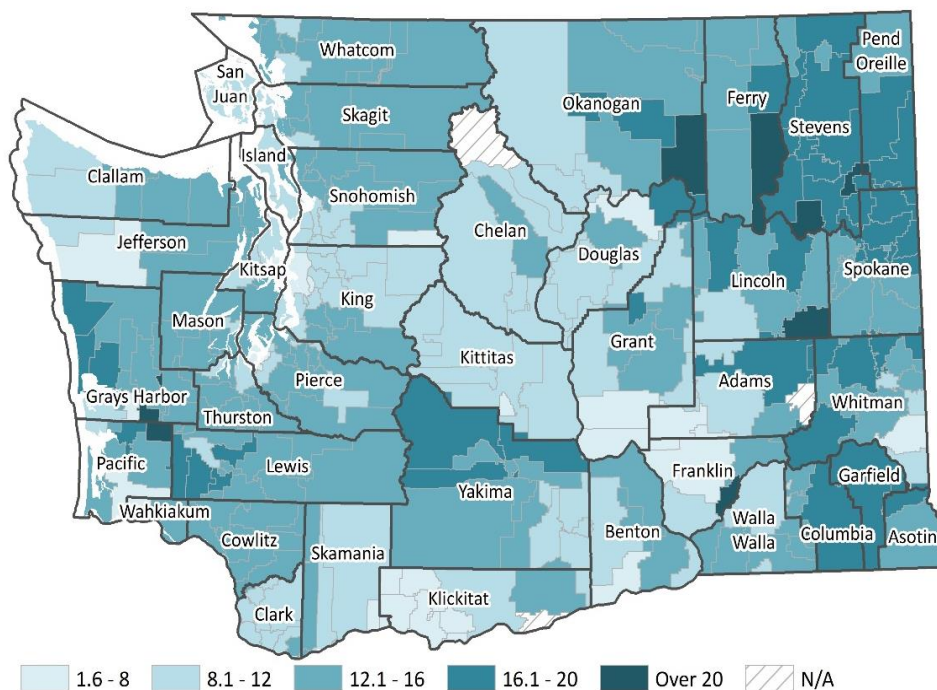 Whatcom
Pend
Oreille
San
Juan
Skagit
Okanogan
Ferry
Stevens
Island
Clallam
Snohomish
Chelan
Jefferson
Douglas
Kitsap
King
Lincoln
Spokane
Mason
Grant
Kittitas
Pierce
Adams
Grays Harbor
Thurston
Whitman
Pacific
Lewis
Franklin
Garfield
Yakima
Wahkiakum
Walla
Walla
Columbia
Asotin
Cowlitz
Skamania
Benton
Klickitat
Clark
1.6 - 8
8.1 - 12
12.1 - 16
16.1 - 20
Over 20
N/A